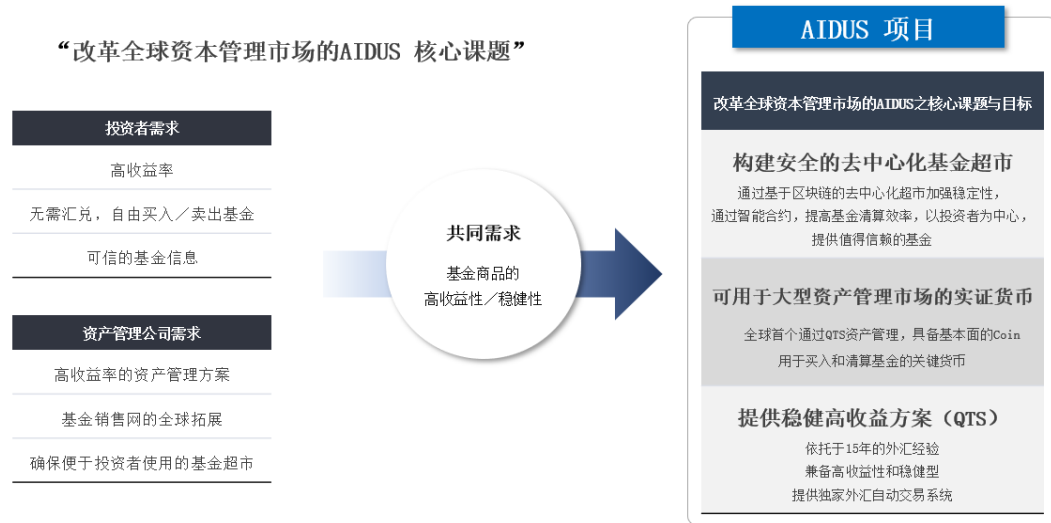 “改革全球资本管理市场的AIDUS 核心课题”
投资者需求
高收益率
无需汇兑，自由买入／卖出基金
可信的基金信息
资产管理公司需求
高收益率的资产管理方案
基金销售网的全球拓展
确保便于投资者使用的基金超市
共同需求
基金商品的
高收益性／稳健性
AIDUS 项目
改革全球资本管理市场的AIDUS之核心课题与目标
构建安全的去中心化基金超市
通过基于区块链的去中心化超市加强稳定性，
通过智能合约，提高基金清算效率，以投资者为中心，
提供值得信赖的基金
可用于大型资产管理市场的实证货币
全球首个通过QTS资产管理，具备基本面的Coin
用于买入和清算基金的关键货币
提供稳健高收益方案（QTS）
依托于15年的外汇经验
兼备高收益性和稳健型
提供独家外汇自动交易系统